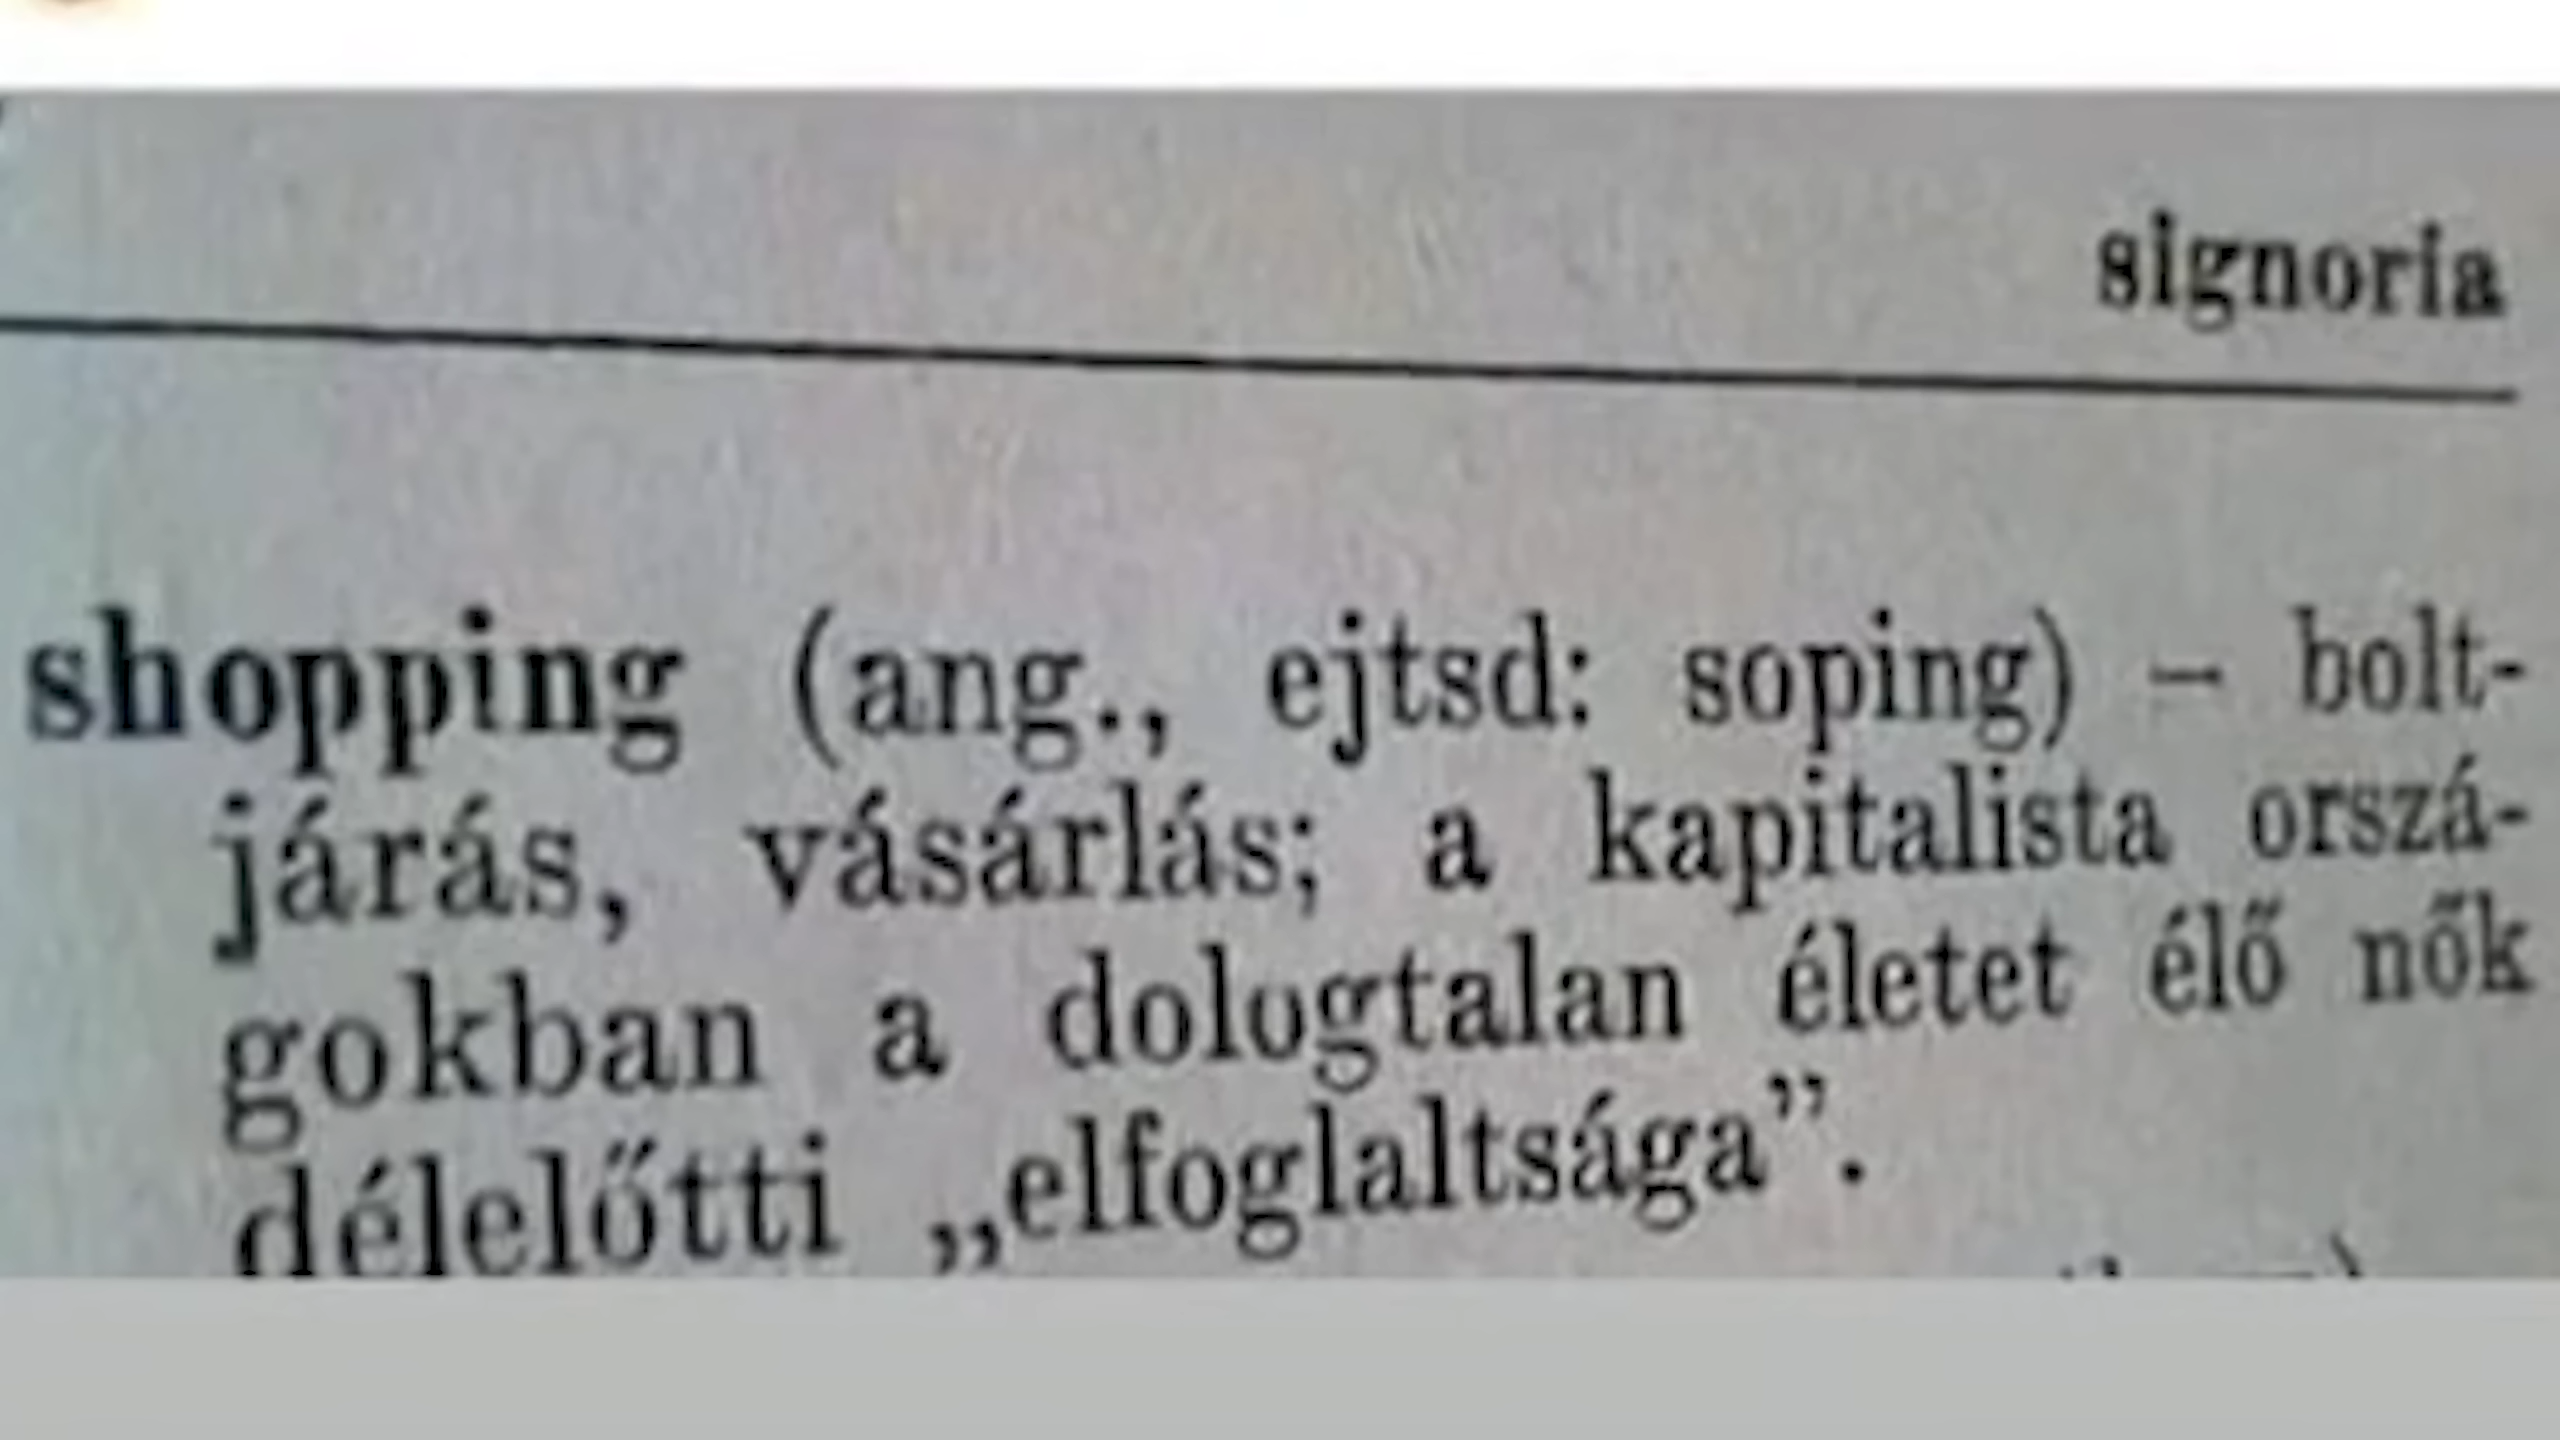 signoria
shopping (ang., ejtsd: soping) – bolt-
járás, vásárlás; a kapitalista orszá-
gokban a dologtalan életet élő nők
délelőtti „elfoglaltsága”.